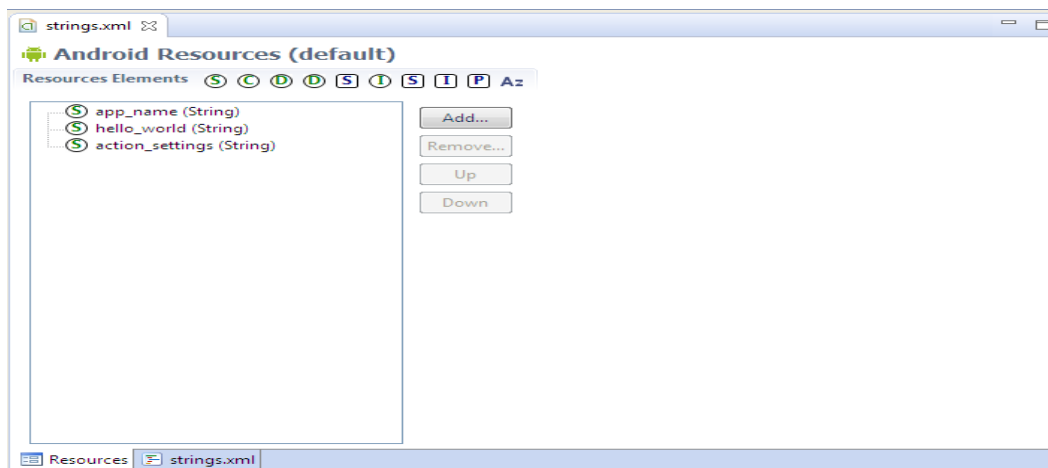 strings.xml
Android Resources (default)
Resources Elements S C D D S I S I P Az
S app_name (String)
S hello_world (String)
S action_settings (String)
Add...
Remove...
Up
Down
Resources strings.xml